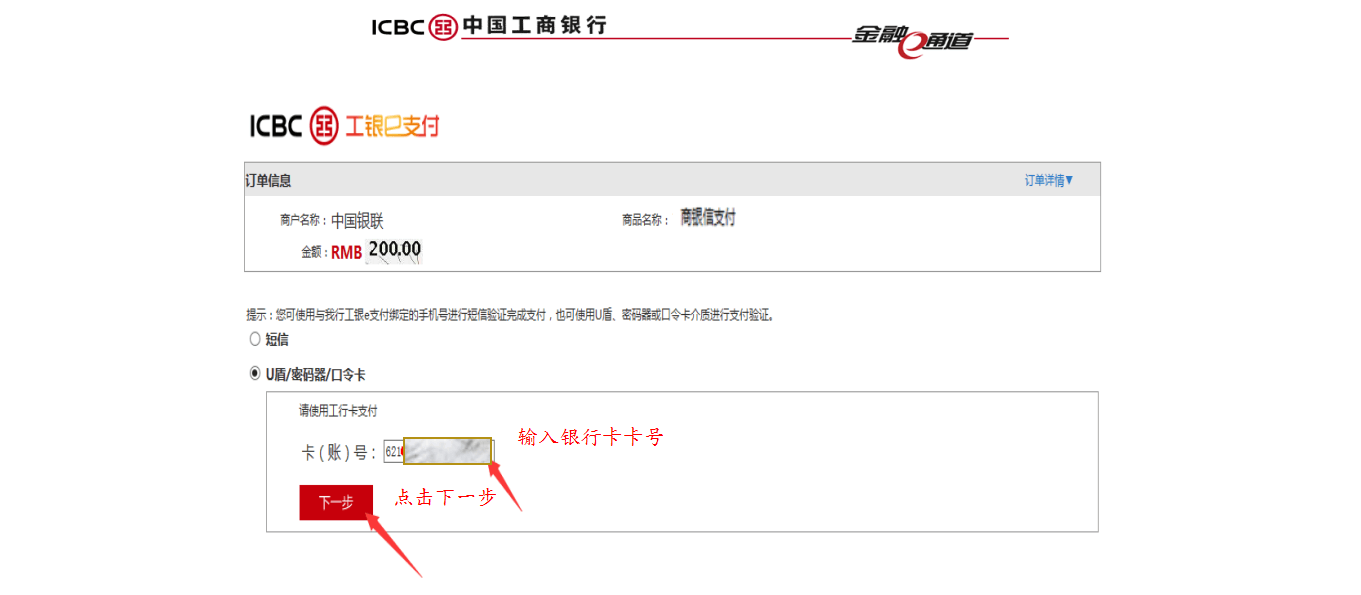 ICBC 中国工商银行
金融e通道
ICBC 工银e支付
订单信息 订单详情▼
商户名称：中国银联 商品名称： 商银信支付
金额：RMB 200.00
提示：您可使用与我行工银e支付绑定的手机号进行短信验证完成支付，也可使用U盾、密码器或口令卡介质进行支付验证。
短信
U盾/密码器/口令卡
请使用工行卡支付
卡（账）号：621 输入银行卡卡号
下一步 点击下一步